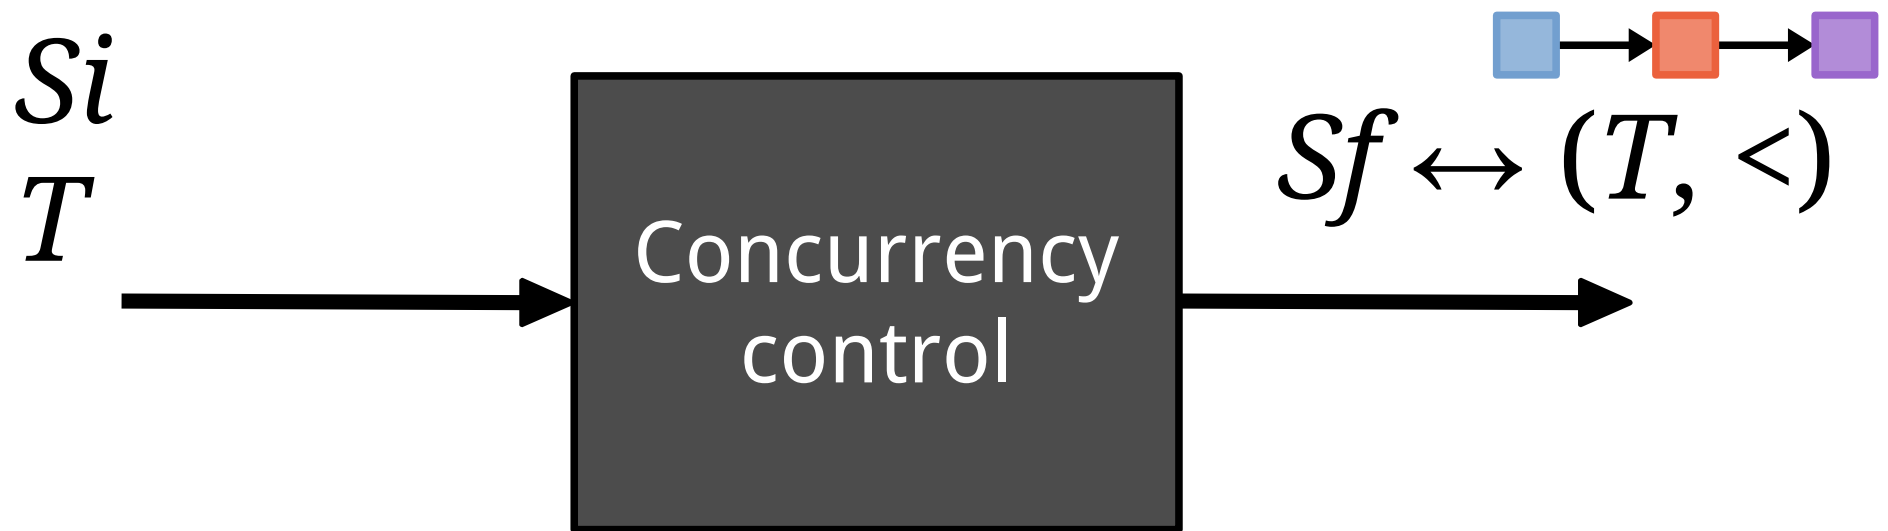 Si
T
Concurrency
control
Sf ↔ (T, <)